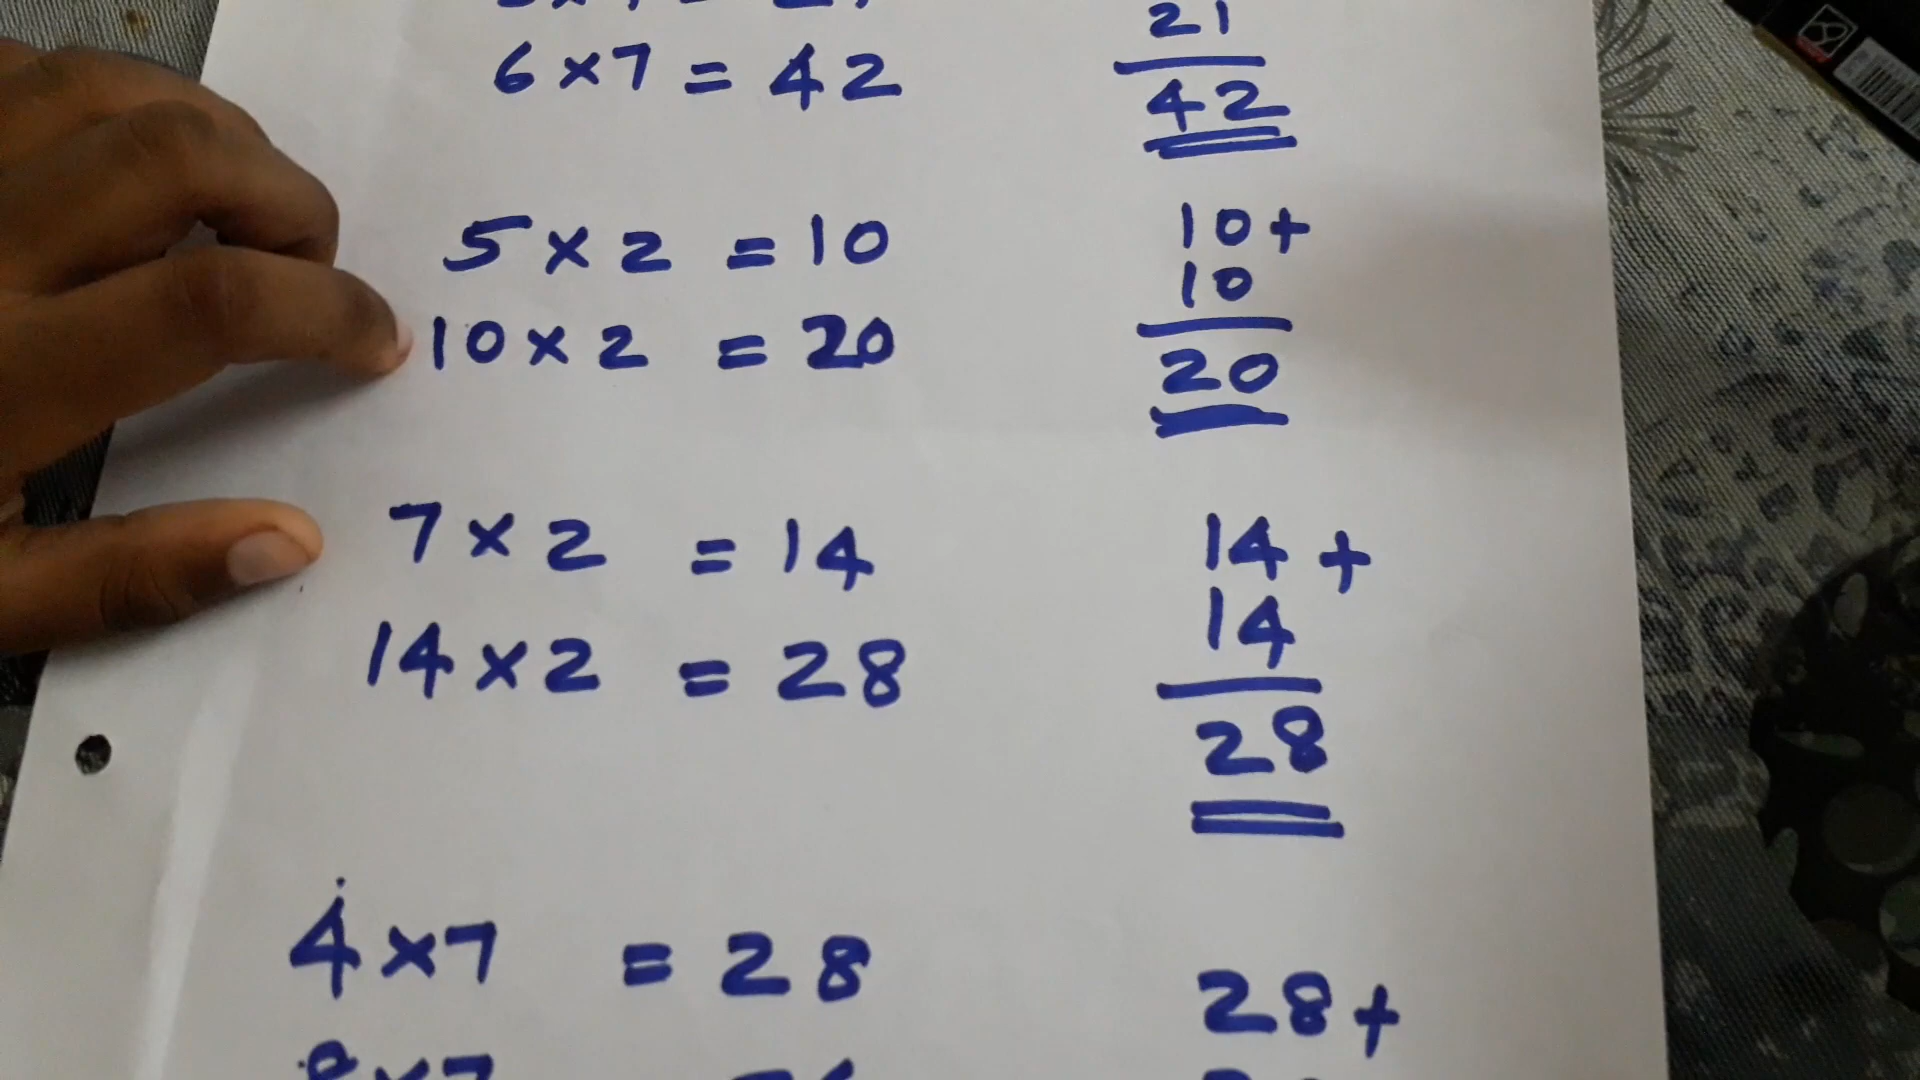 6 x 7 = 42
21
42
5 x 2 = 10
10 x 2 = 20
10 +
10
20
7 x 2 = 14
14 x 2 = 28
14 +
14
28
4 x 7 = 28
28 +